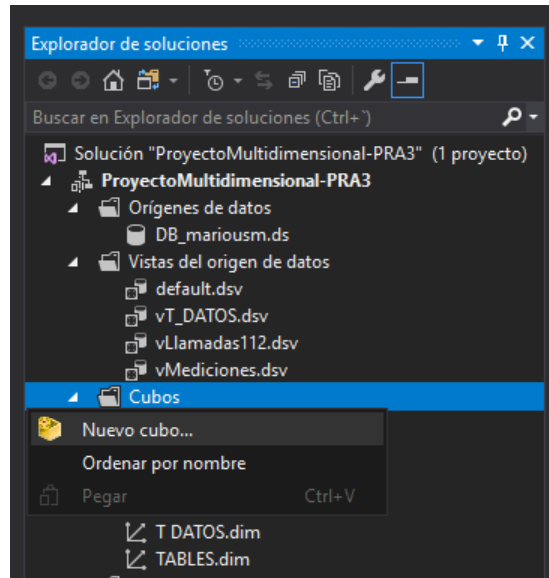 Explorador de soluciones
Buscar en Explorador de soluciones (Ctrl+`)
Solución "ProyectoMultidimensional-PRA3" (1 proyecto)
ProyectoMultidimensional-PRA3
Orígenes de datos
DB_mariousm.ds
Vistas del origen de datos
default.dsv
vT_DATOS.dsv
vLlamadas112.dsv
vMediciones.dsv
Cubos
Nuevo cubo...
Ordenar por nombre
Pegar Ctrl+V
T DATOS.dim
TABLES.dim